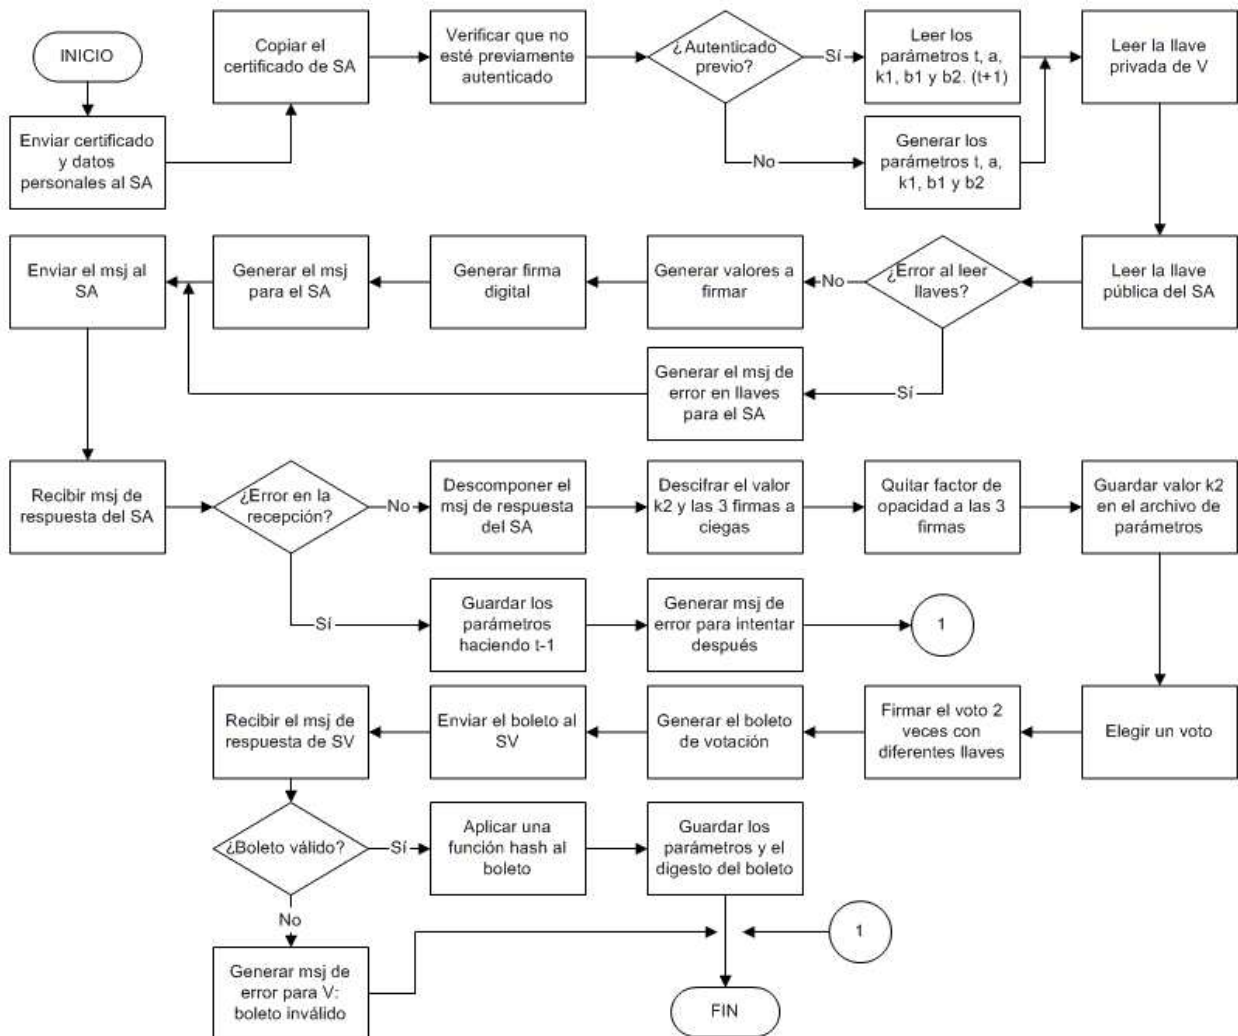 INICIO
Enviar certificado
y datos
personales al SA
Copiar el
certificado de SA
Verificar que no
esté previamente
autenticado
¿Autenticado
previo?
Sí
No
Leer los
parámetros t, a,
k1, b1 y b2. (t+1)
Generar los
parámetros t, a,
k1, b1 y b2
Leer la llave
privada de V
Leer la llave
pública del SA
¿Error al leer
llaves?
No
Sí
Generar valores a
firmar
Generar firma
digital
Generar el msj
para el SA
Enviar el msj al
SA
Generar el msj de
error en llaves
para el SA
Recibir msj de
respuesta del SA
¿Error en la
recepción?
No
Sí
Descomponer el
msj de respuesta
del SA
Descifrar el valor
k2 y las 3 firmas a
ciegas
Quitar factor de
opacidad a las 3
firmas
Guardar valor k2
en el archivo de
parámetros
Guardar los
parámetros
haciendo t-1
Generar msj de
error para intentar
después
1
Elegir un voto
Firmar el voto 2
veces con
diferentes llaves
Generar el boleto
de votación
Enviar el boleto al
SV
Recibir el msj de
respuesta de SV
¿Boleto válido?
Sí
No
Aplicar una
función hash al
boleto
Guardar los
parámetros y el
digesto del boleto
Generar msj de
error para V:
boleto inválido
1
FIN